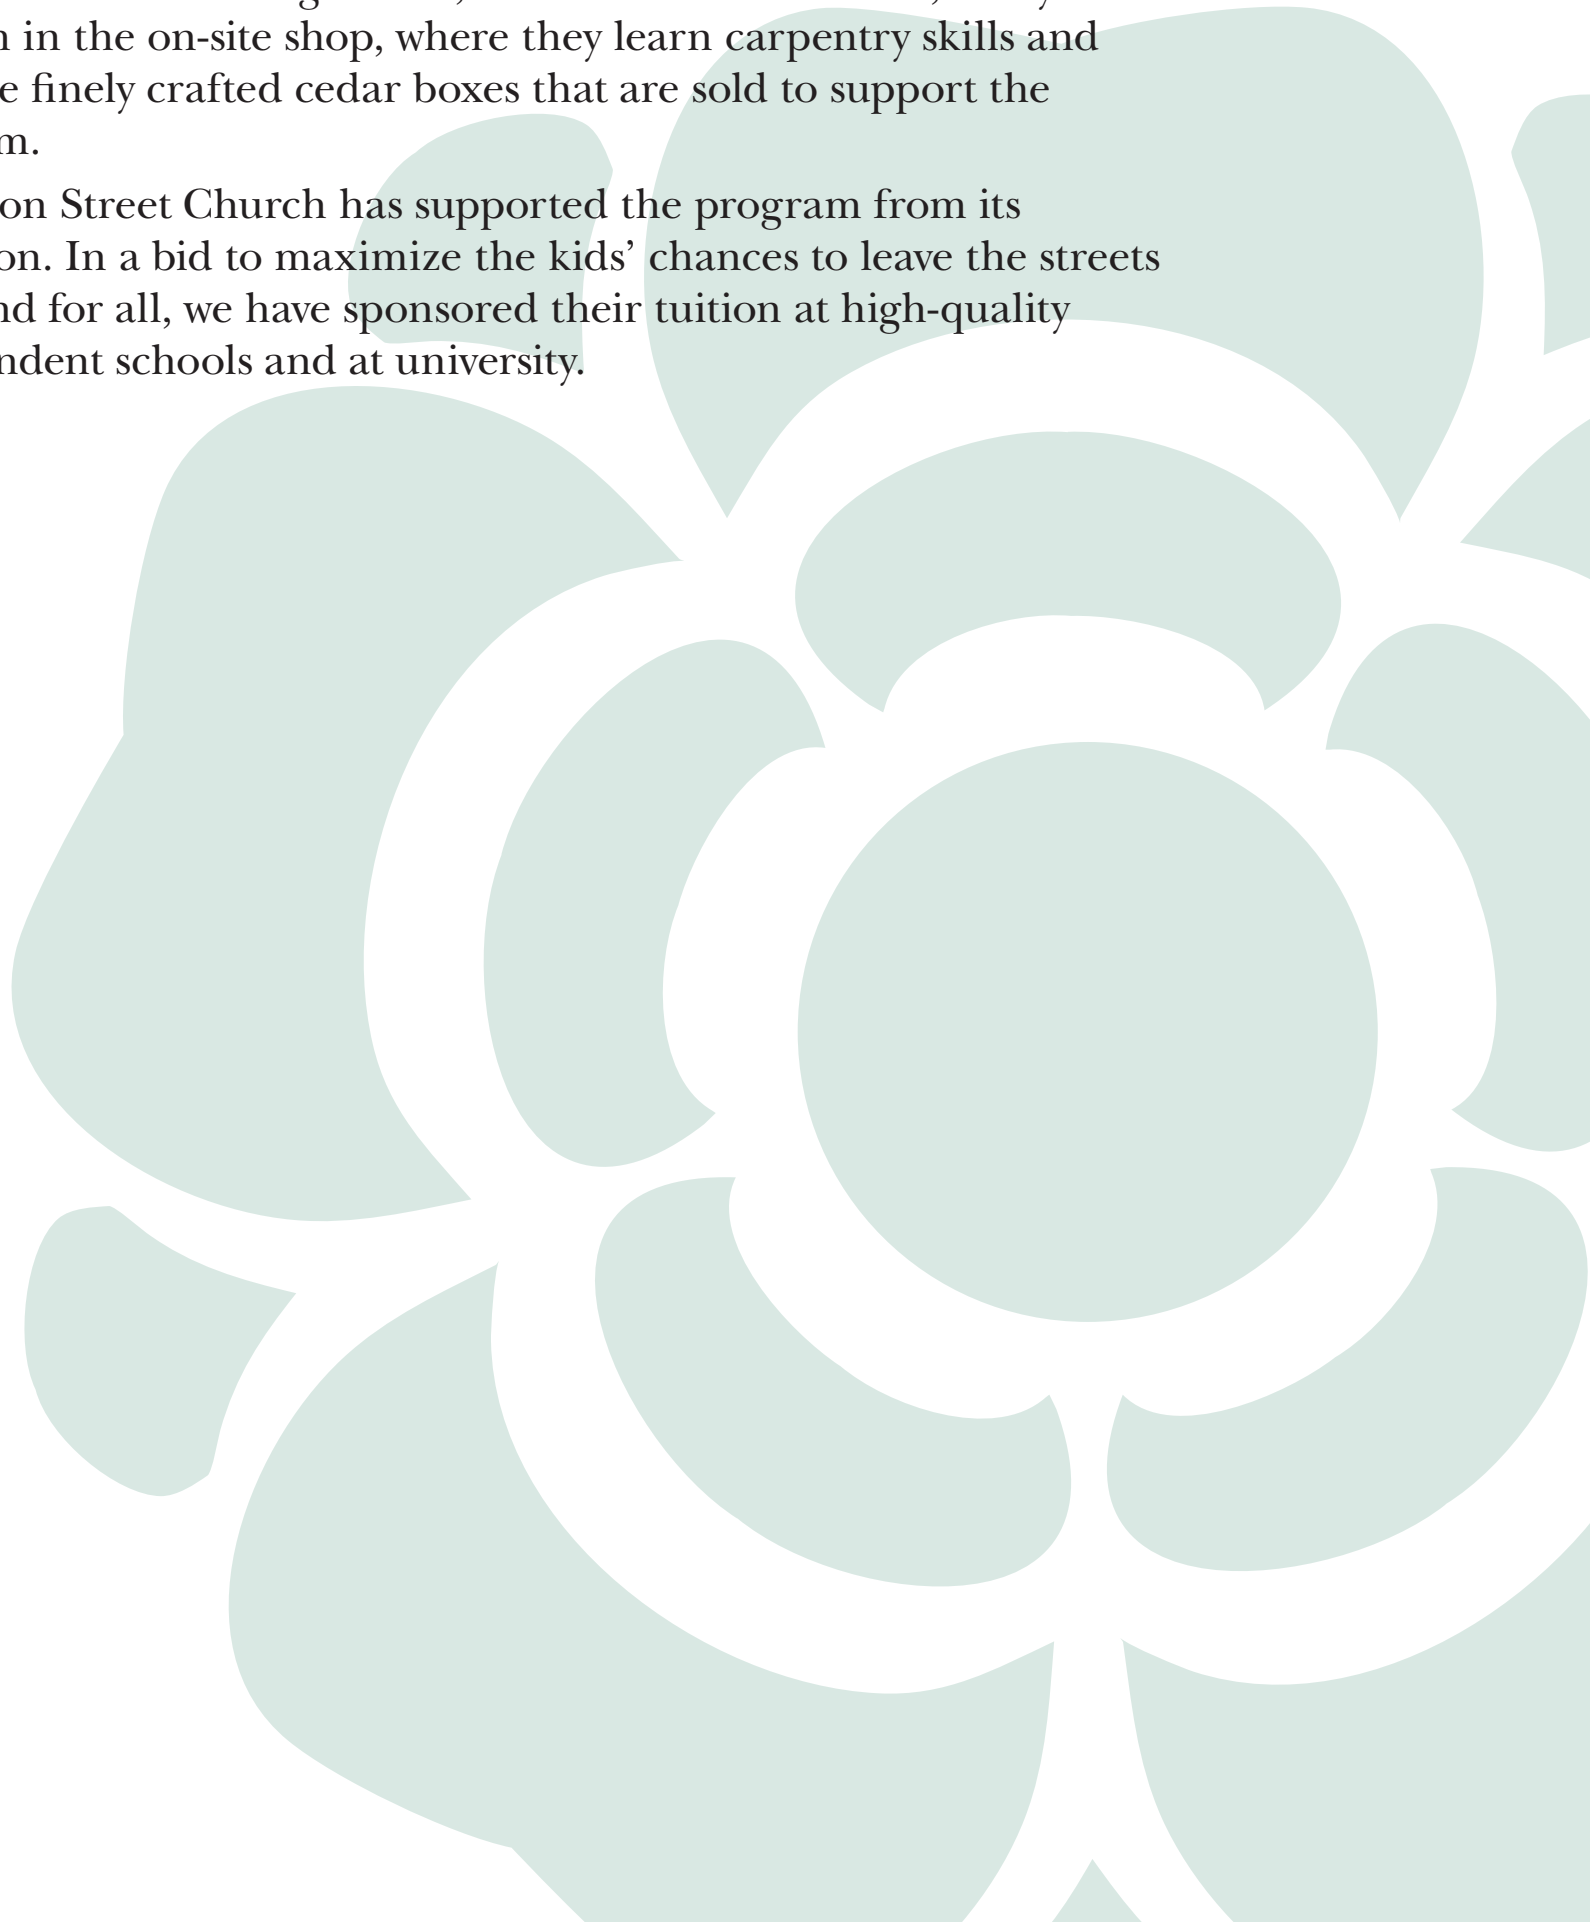 in the on-site shop, where they learn carpentry skills and
finely crafted cedar boxes that are sold to support the
on Street Church has supported the program from its
on. In a bid to maximize the kids’ chances to leave the streets
nd for all, we have sponsored their tuition at high-quality
ndent schools and at university.